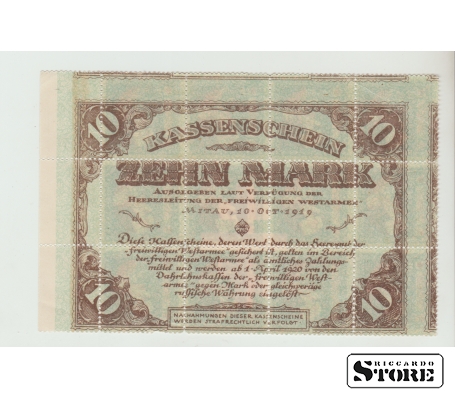 10 10
KASSENSCHEIN
ZEHN MARK
AUSGEGEBEN LAUT VERFÜGUNG DER
HEERESLEITUNG DER „FREIWILLIGEN WESTARMEE“
MITAU, 10·OKT·1919
Diese Kassenscheine, deren Wert durch das Heeresgut der
„freiwilligen Westarmee“ gesichert ist, gelten im Bereich
der „freiwilligen Westarmee“ als amtliches Zahlungs-
mittel und werden ab 1·April 1920 von den
Dahrlehnskassen der „freiwilligen West-
armee“ gegen Mark oder gleichwertige
russische Währung eingelöst·
10 10
NACHAHMUNGEN DIESER KASSENSCHEINE
WERDEN STRAFRECHTLICH VERFOLGT
RICCARDO
STORE